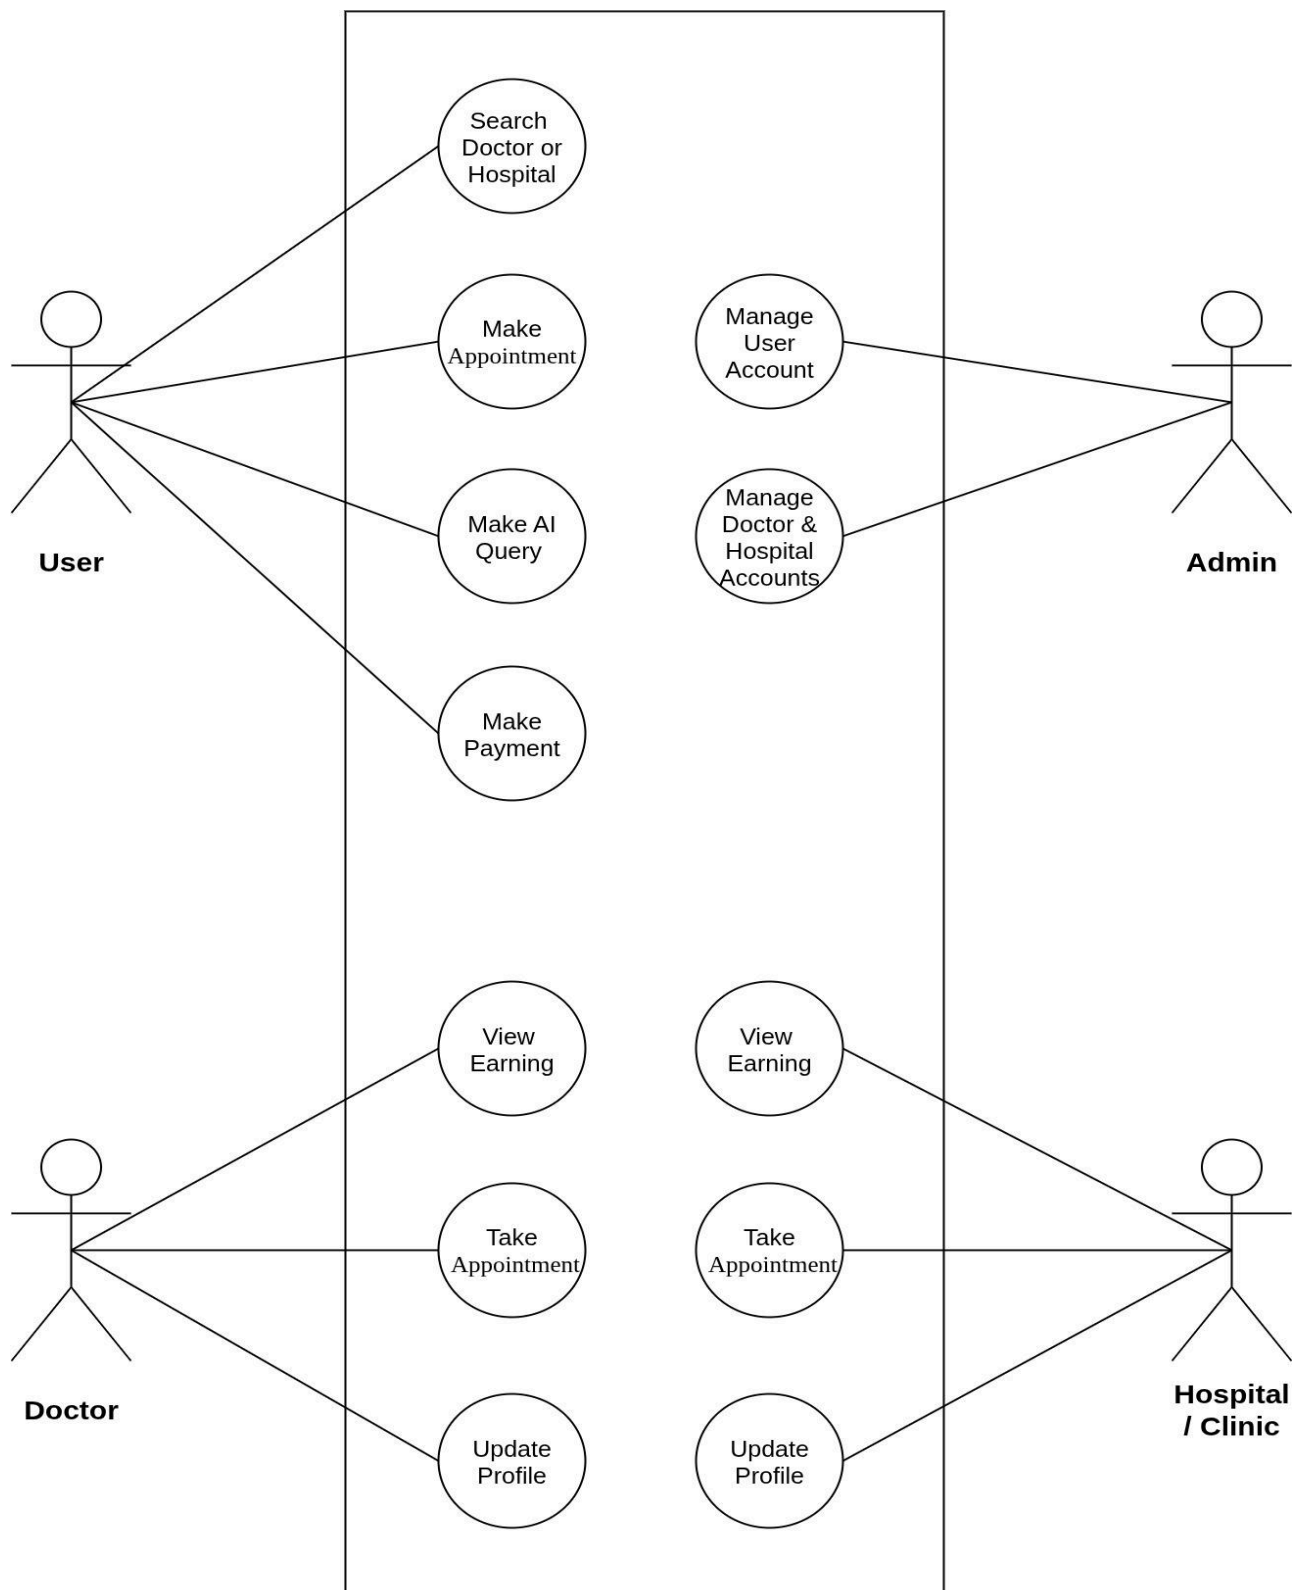 Search
Doctor or
Hospital
Make
Appointment
Manage
User
Account
Make AI
Query
Manage
Doctor &
Hospital
Accounts
User
Admin
Make
Payment
View
Earning
View
Earning
Take
Appointment
Take
Appointment
Doctor
Hospital
/ Clinic
Update
Profile
Update
Profile